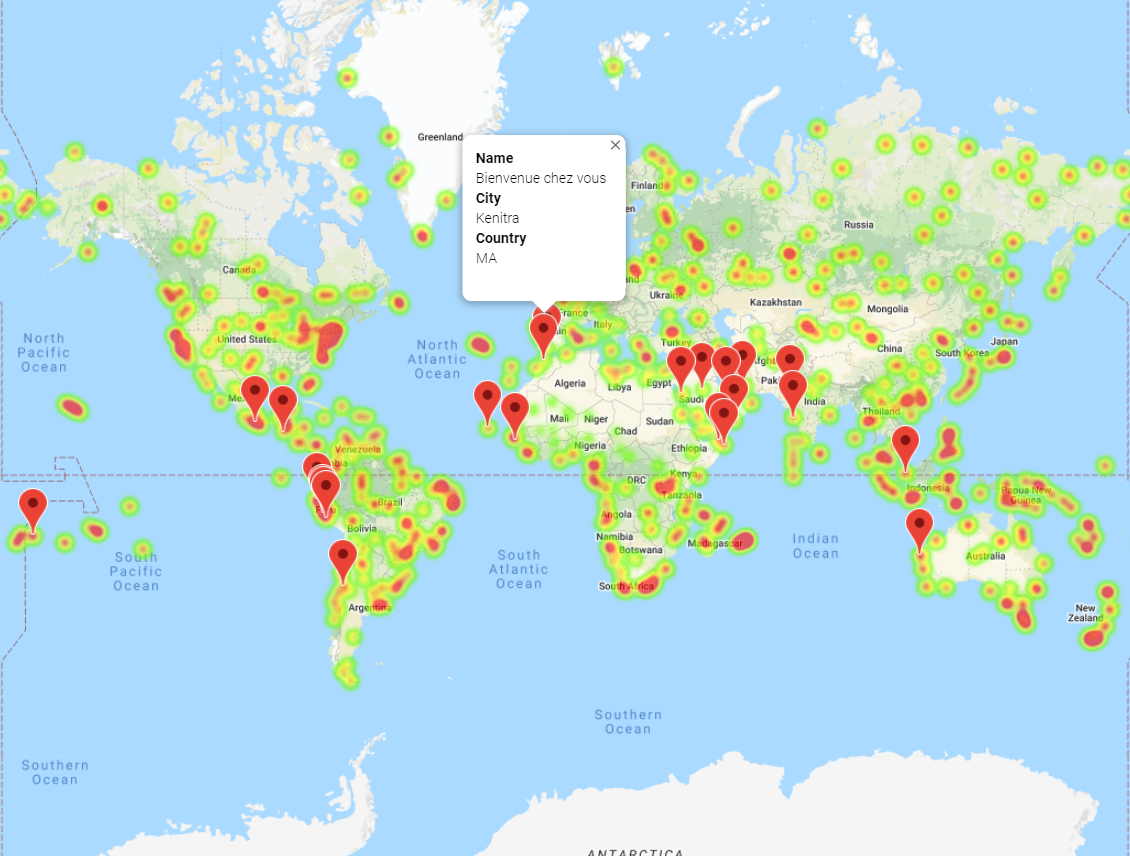 Greenland
Name
Bienvenue chez vous
City
Kenitra
Country
MA
Finland
Russia
Canada
Ukraine
Kazakhstan
Mongolia
France
Italy
North
Pacific
Ocean
United States
North
Atlantic
Ocean
Turkey
China
South Korea
Japan
Algeria
Libya
Egypt
Saudi
India
Mali
Niger
Chad
Sudan
Thailand
Nigeria
Ethiopia
Venezuela
DRC
Kenya
Tanzania
Indonesia
Papua New
Guinea
Brazil
Angola
Bolivia
Namibia
Botswana
Madagascar
Indian
Ocean
Australia
South
Pacific
Ocean
South
Atlantic
Ocean
South Africa
Argentina
New
Zealand
Southern
Ocean
Southern
Ocean
ANTARCTICA